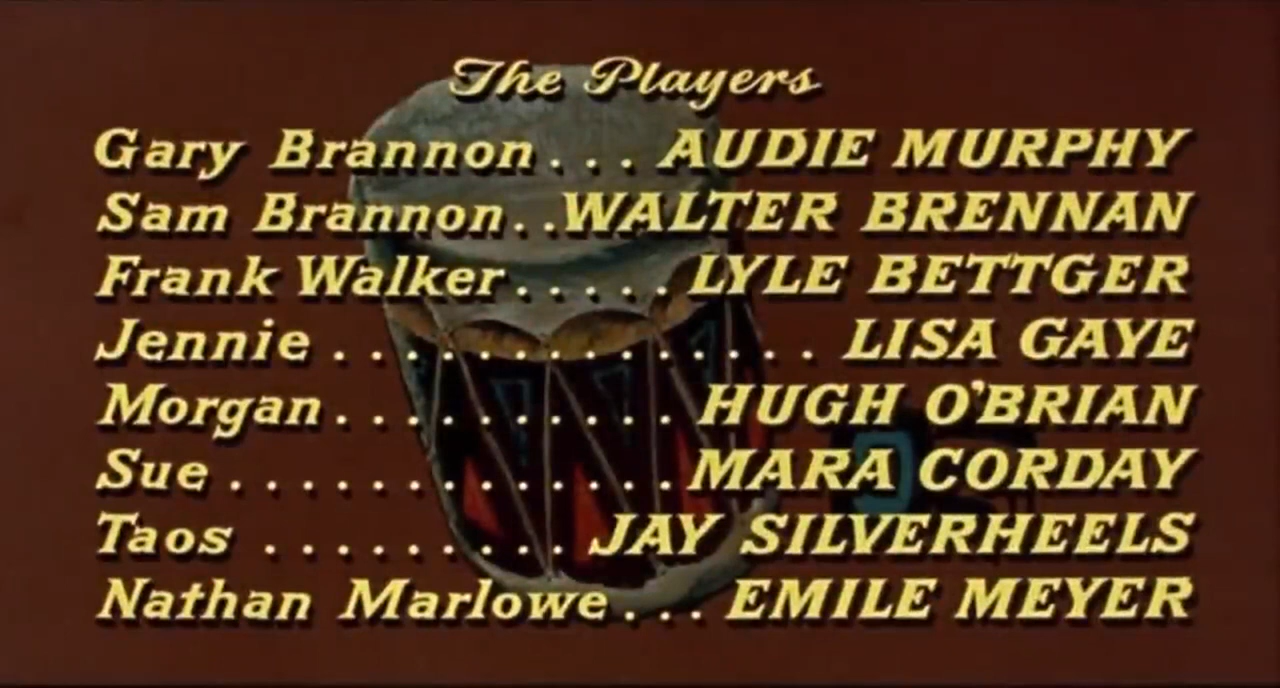 The Players
Gary Brannon . . . AUDIE MURPHY
Sam Brannon . . WALTER BRENNAN
Frank Walker . . . . . LYLE BETTGER
Jennie . . . . . . . . . . . . . LISA GAYE
Morgan . . . . . . . . . . HUGH O'BRIAN
Sue . . . . . . . . . . . . . MARA CORDAY
Taos . . . . . . . . . JAY SILVERHEELS
Nathan Marlowe . . . EMILE MEYER